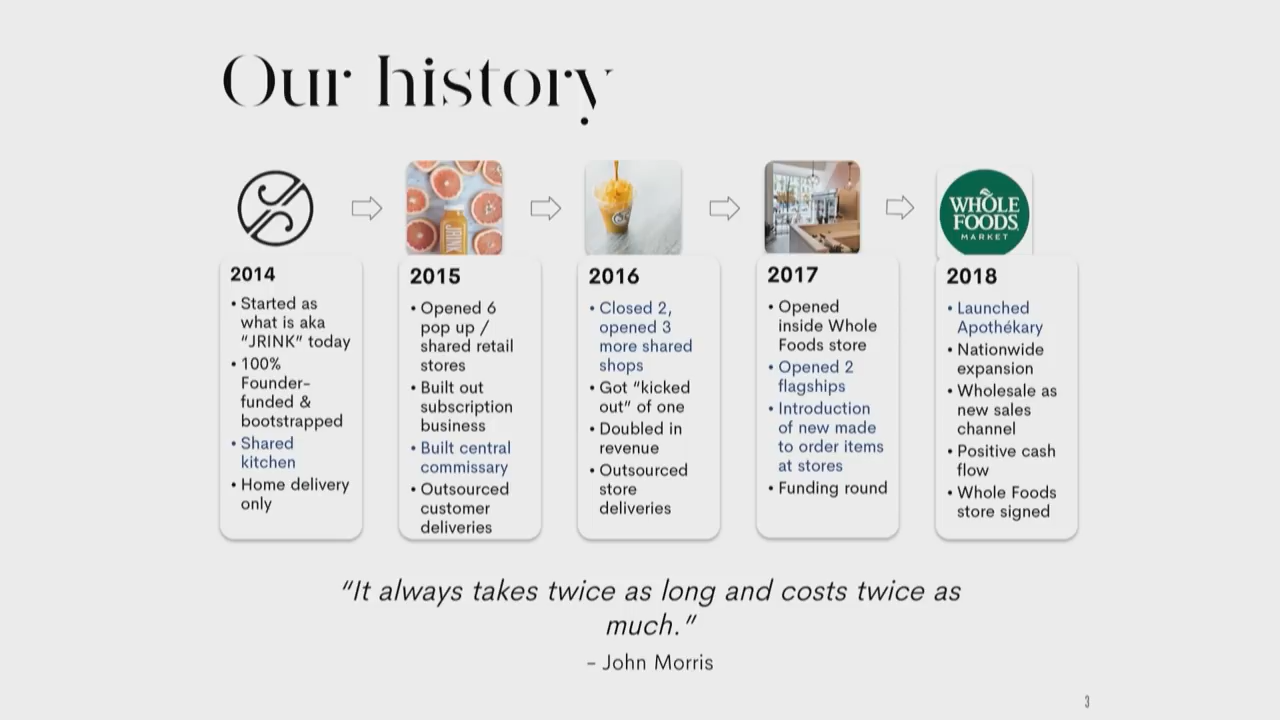 Our history
WHOLE
FOODS
MARKET
JRINK
2014
• Started as
what is aka
"JRINK" today
• 100%
Founder-
funded &
bootstrapped
• Shared
kitchen
• Home delivery
only
2015
• Opened 6
pop up /
shared retail
stores
• Built out
subscription
business
• Built central
commissary
• Outsourced
customer
deliveries
2016
• Closed 2,
opened 3
more shared
shops
• Got "kicked
out" of one
• Doubled in
revenue
• Outsourced
store
deliveries
2017
• Opened
inside Whole
Foods store
• Opened 2
flagships
• Introduction
of new made
to order items
at stores
• Funding round
2018
• Launched
Apothékary
• Nationwide
expansion
• Wholesale as
new sales
channel
• Positive cash
flow
• Whole Foods
store signed
"It always takes twice as long and costs twice as
much."
- John Morris
3